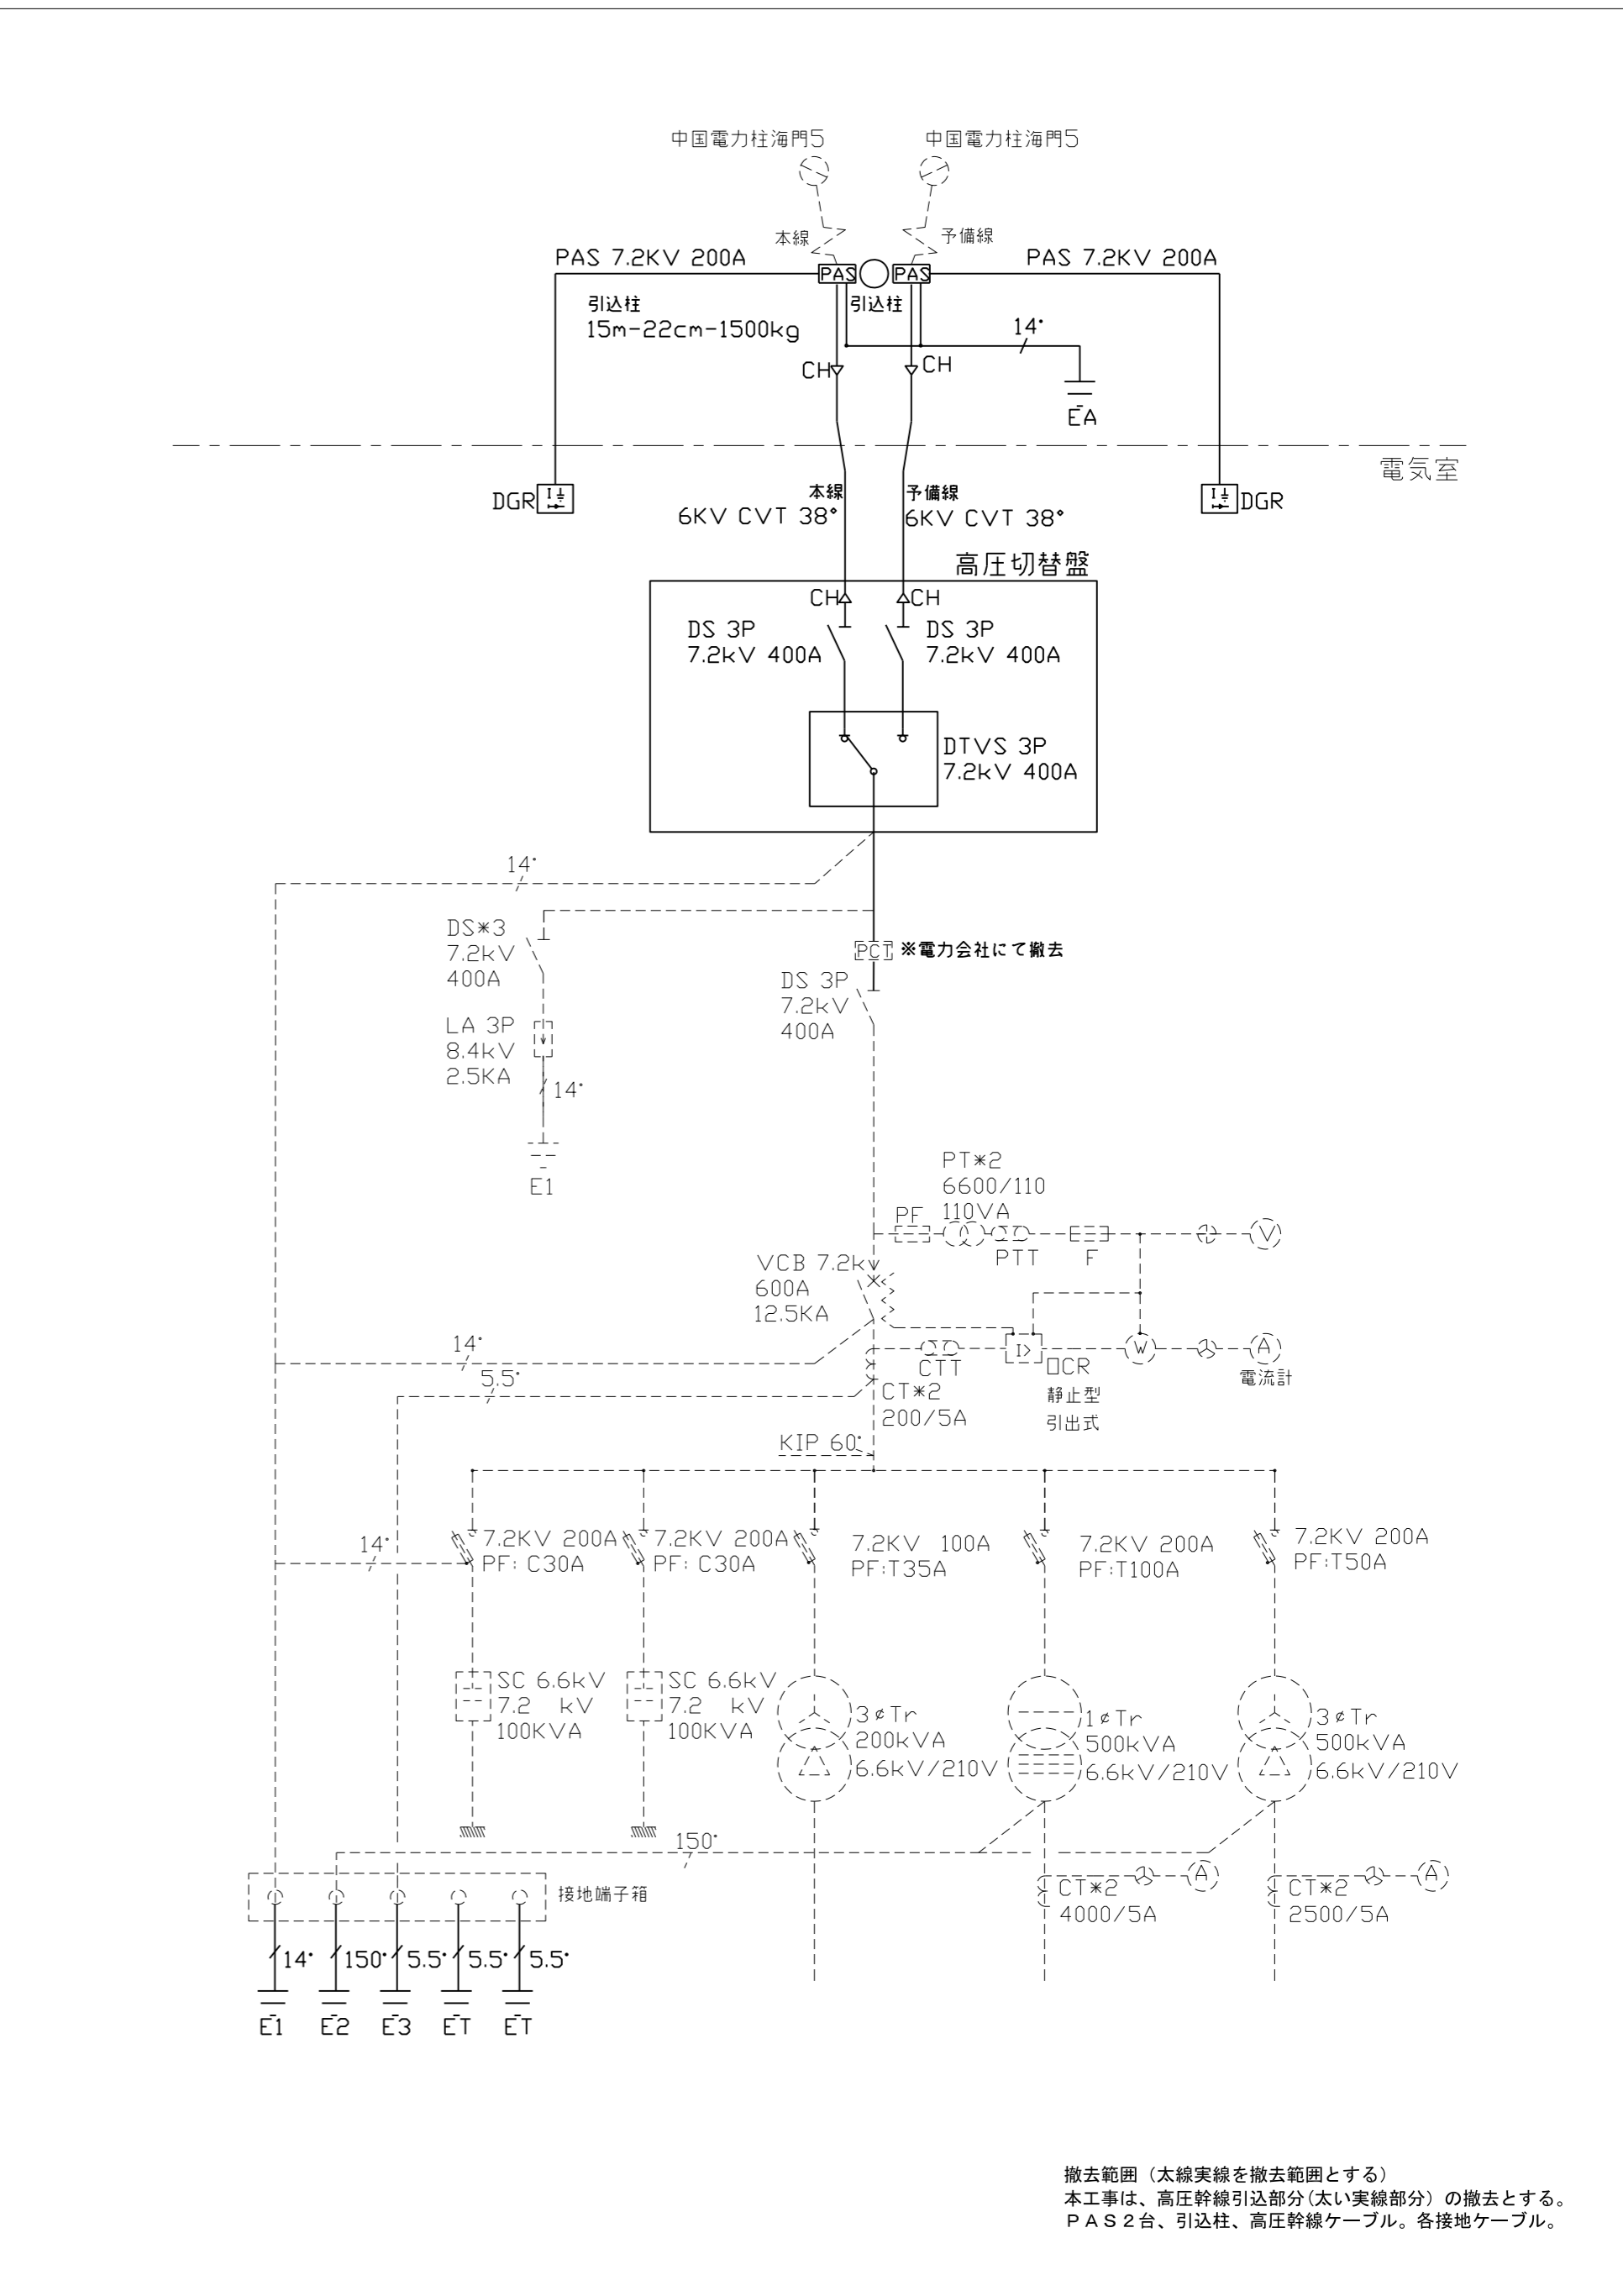 中国電力柱海門5
中国電力柱海門5
本線
予備線
PAS 7.2KV 200A
PAS
PAS
PAS 7.2KV 200A
引込柱
15m-22cm-1500kg
引込柱
14°
CH
CH
EA
電気室
DGR
I
I
DGR
本線
6KV CVT 38°
予備線
6KV CVT 38°
高圧切替盤
CH
CH
DS 3P
7.2kV 400A
DS 3P
7.2kV 400A
DTVS 3P
7.2kV 400A
14°
DS*3
7.2kV
400A
PCT
※電力会社にて撤去
DS 3P
7.2kV
400A
LA 3P
8.4kV
2.5KA
14°
E1
PT*2
6600/110
110VA
PF
PTT
F
V
VCB 7.2k
600A
12.5KA
14°
5.5°
CTT
I>
OCR
静止型
引出式
W
A
電流計
CT*2
200/5A
KIP 60°
14°
7.2KV 200A
PF: C30A
7.2KV 200A
PF: C30A
7.2KV 100A
PF:T35A
7.2KV 200A
PF:T100A
7.2KV 200A
PF:T50A
SC 6.6kV
7.2 kV
100KVA
SC 6.6kV
7.2 kV
100KVA
3φTr
200kVA
6.6kV/210V
1φTr
500kVA
6.6kV/210V
3φTr
500kVA
6.6kV/210V
150°
接地端子箱
CT*2
4000/5A
A
CT*2
2500/5A
A
14°
150°
5.5°
5.5°
5.5°
E1
E2
E3
ET
ET
撤去範囲（太線実線を撤去範囲とする）
本工事は、高圧幹線引込部分(太い実線部分）の撤去とする。
ＰＡＳ２台、引込柱、高圧幹線ケーブル。各接地ケーブル。